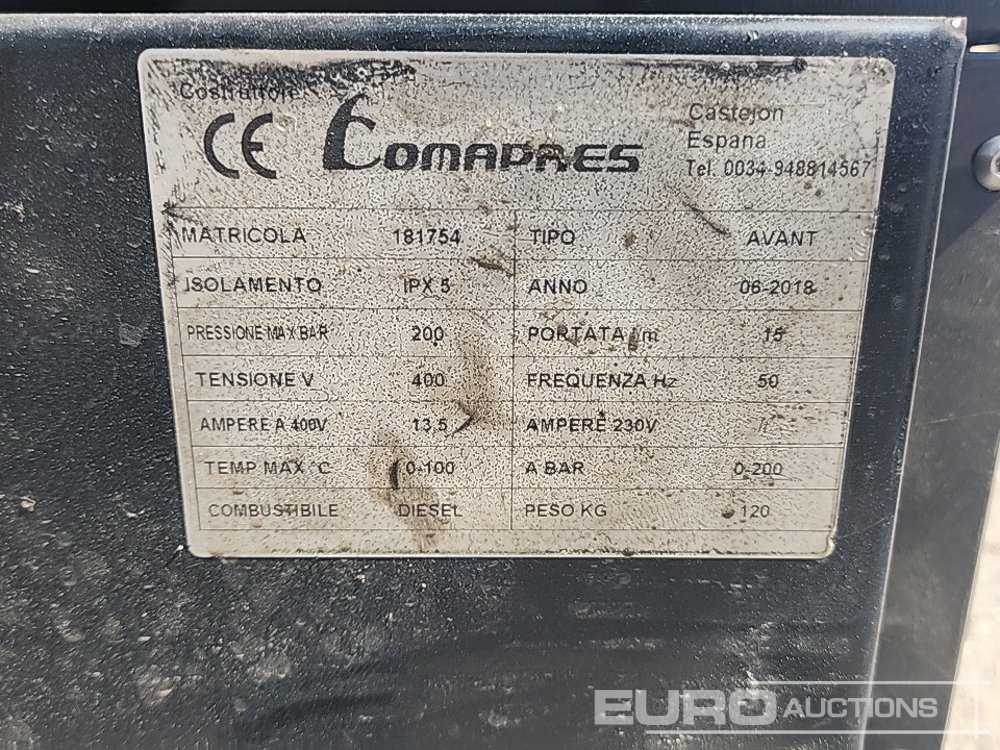 Costruttore
CE COMAPRES
Castejon
Espana
Tel. 0034-948814567
MATRICOLA 181754 TIPO AVANT
ISOLAMENTO IPX 5 ANNO 06-2018
PRESSIONE MAX BAR 200 PORTATA l/m 15
TENSIONE V 400 FREQUENZA Hz 50
AMPERE A 400V 13,5 AMPERE 230V //
TEMP MAX °C 0-100 A BAR 0-200
COMBUSTIBILE DIESEL PESO KG 120
EURO AUCTIONS